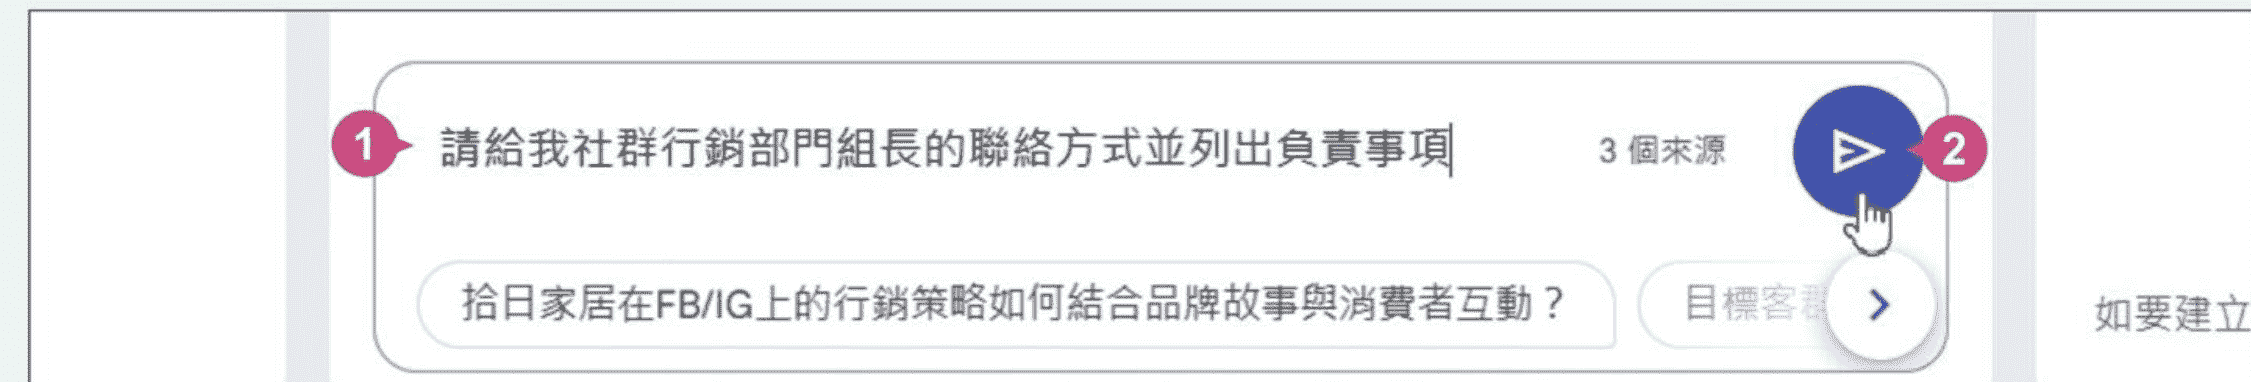 1 請給我社群行銷部門組長的聯絡方式並列出負責事項 3 個來源 2
拾日家居在FB/IG上的行銷策略如何結合品牌故事與消費者互動？ 目標客群
如要建立